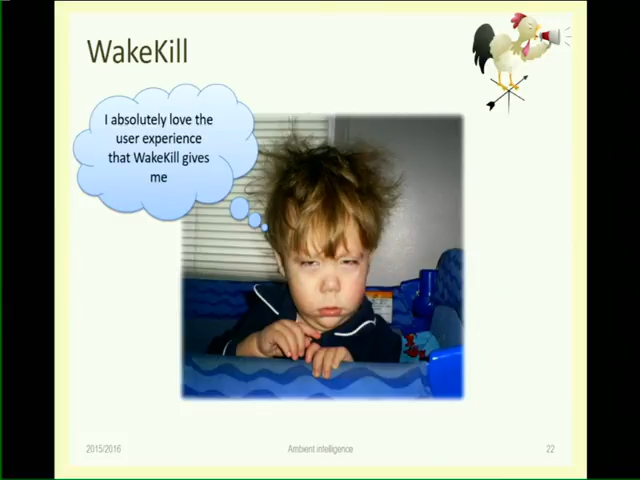 WakeKill
I absolutely love the
user experience
that WakeKill gives
me
2015/2016
Ambient intelligence
22